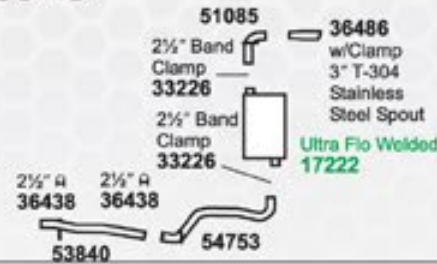 51085
36486
w/Clamp
3" T-304
Stainless
Steel Spout
2½" Band
Clamp
33226
2½" Band
Clamp
33226
Ultra Flo Welded
17222
2½" A
36438
2½" A
36438
53840
54753